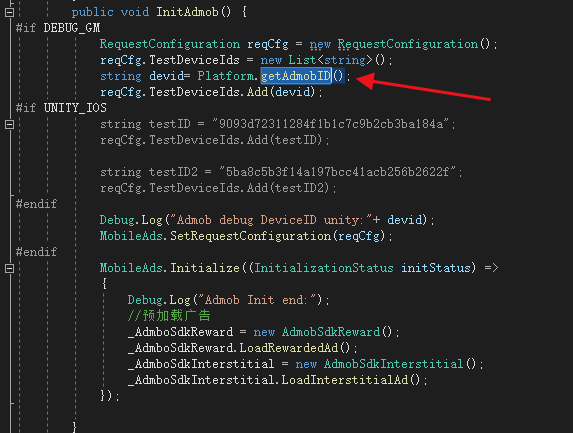 public void InitAdmob() {
#if DEBUG_GM
RequestConfiguration reqCfg = new RequestConfiguration();
reqCfg.TestDeviceIds = new List<string>();
string devid= Platform.getAdmobID();
reqCfg.TestDeviceIds.Add(devid);
#if UNITY_IOS
string testID = "9093d72311284f1b1c7c9b2cb3ba184a";
reqCfg.TestDeviceIds.Add(testID);
string testID2 = "5ba8c5b3f14a197bcc41acb256b2622f";
reqCfg.TestDeviceIds.Add(testID2);
#endif
Debug.Log("Admob debug DeviceID unity:"+ devid);
MobileAds.SetRequestConfiguration(reqCfg);
#endif
MobileAds.Initialize((InitializationStatus initStatus) =>
{
Debug.Log("Admob Init end:");
//预加载广告
_AdmboSdkReward = new AdmobSdkReward();
_AdmboSdkReward.LoadRewardedAd();
_AdmboSdkInterstitial = new AdmobSdkInterstitial();
_AdmboSdkInterstitial.LoadInterstitialAd();
});
}